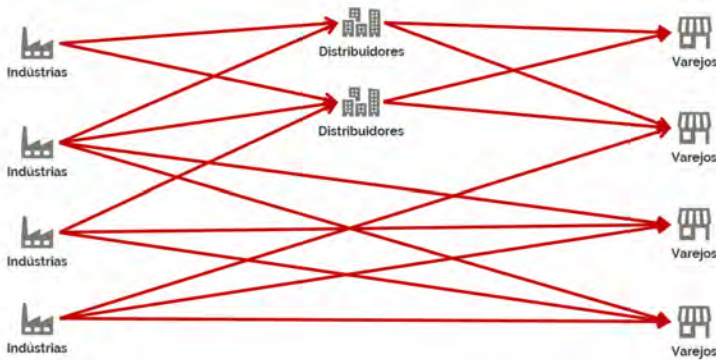 Distribuidores
Varejos
Indústrias
Distribuidores
Varejos
Indústrias
Varejos
Indústrias
Varejos
Indústrias